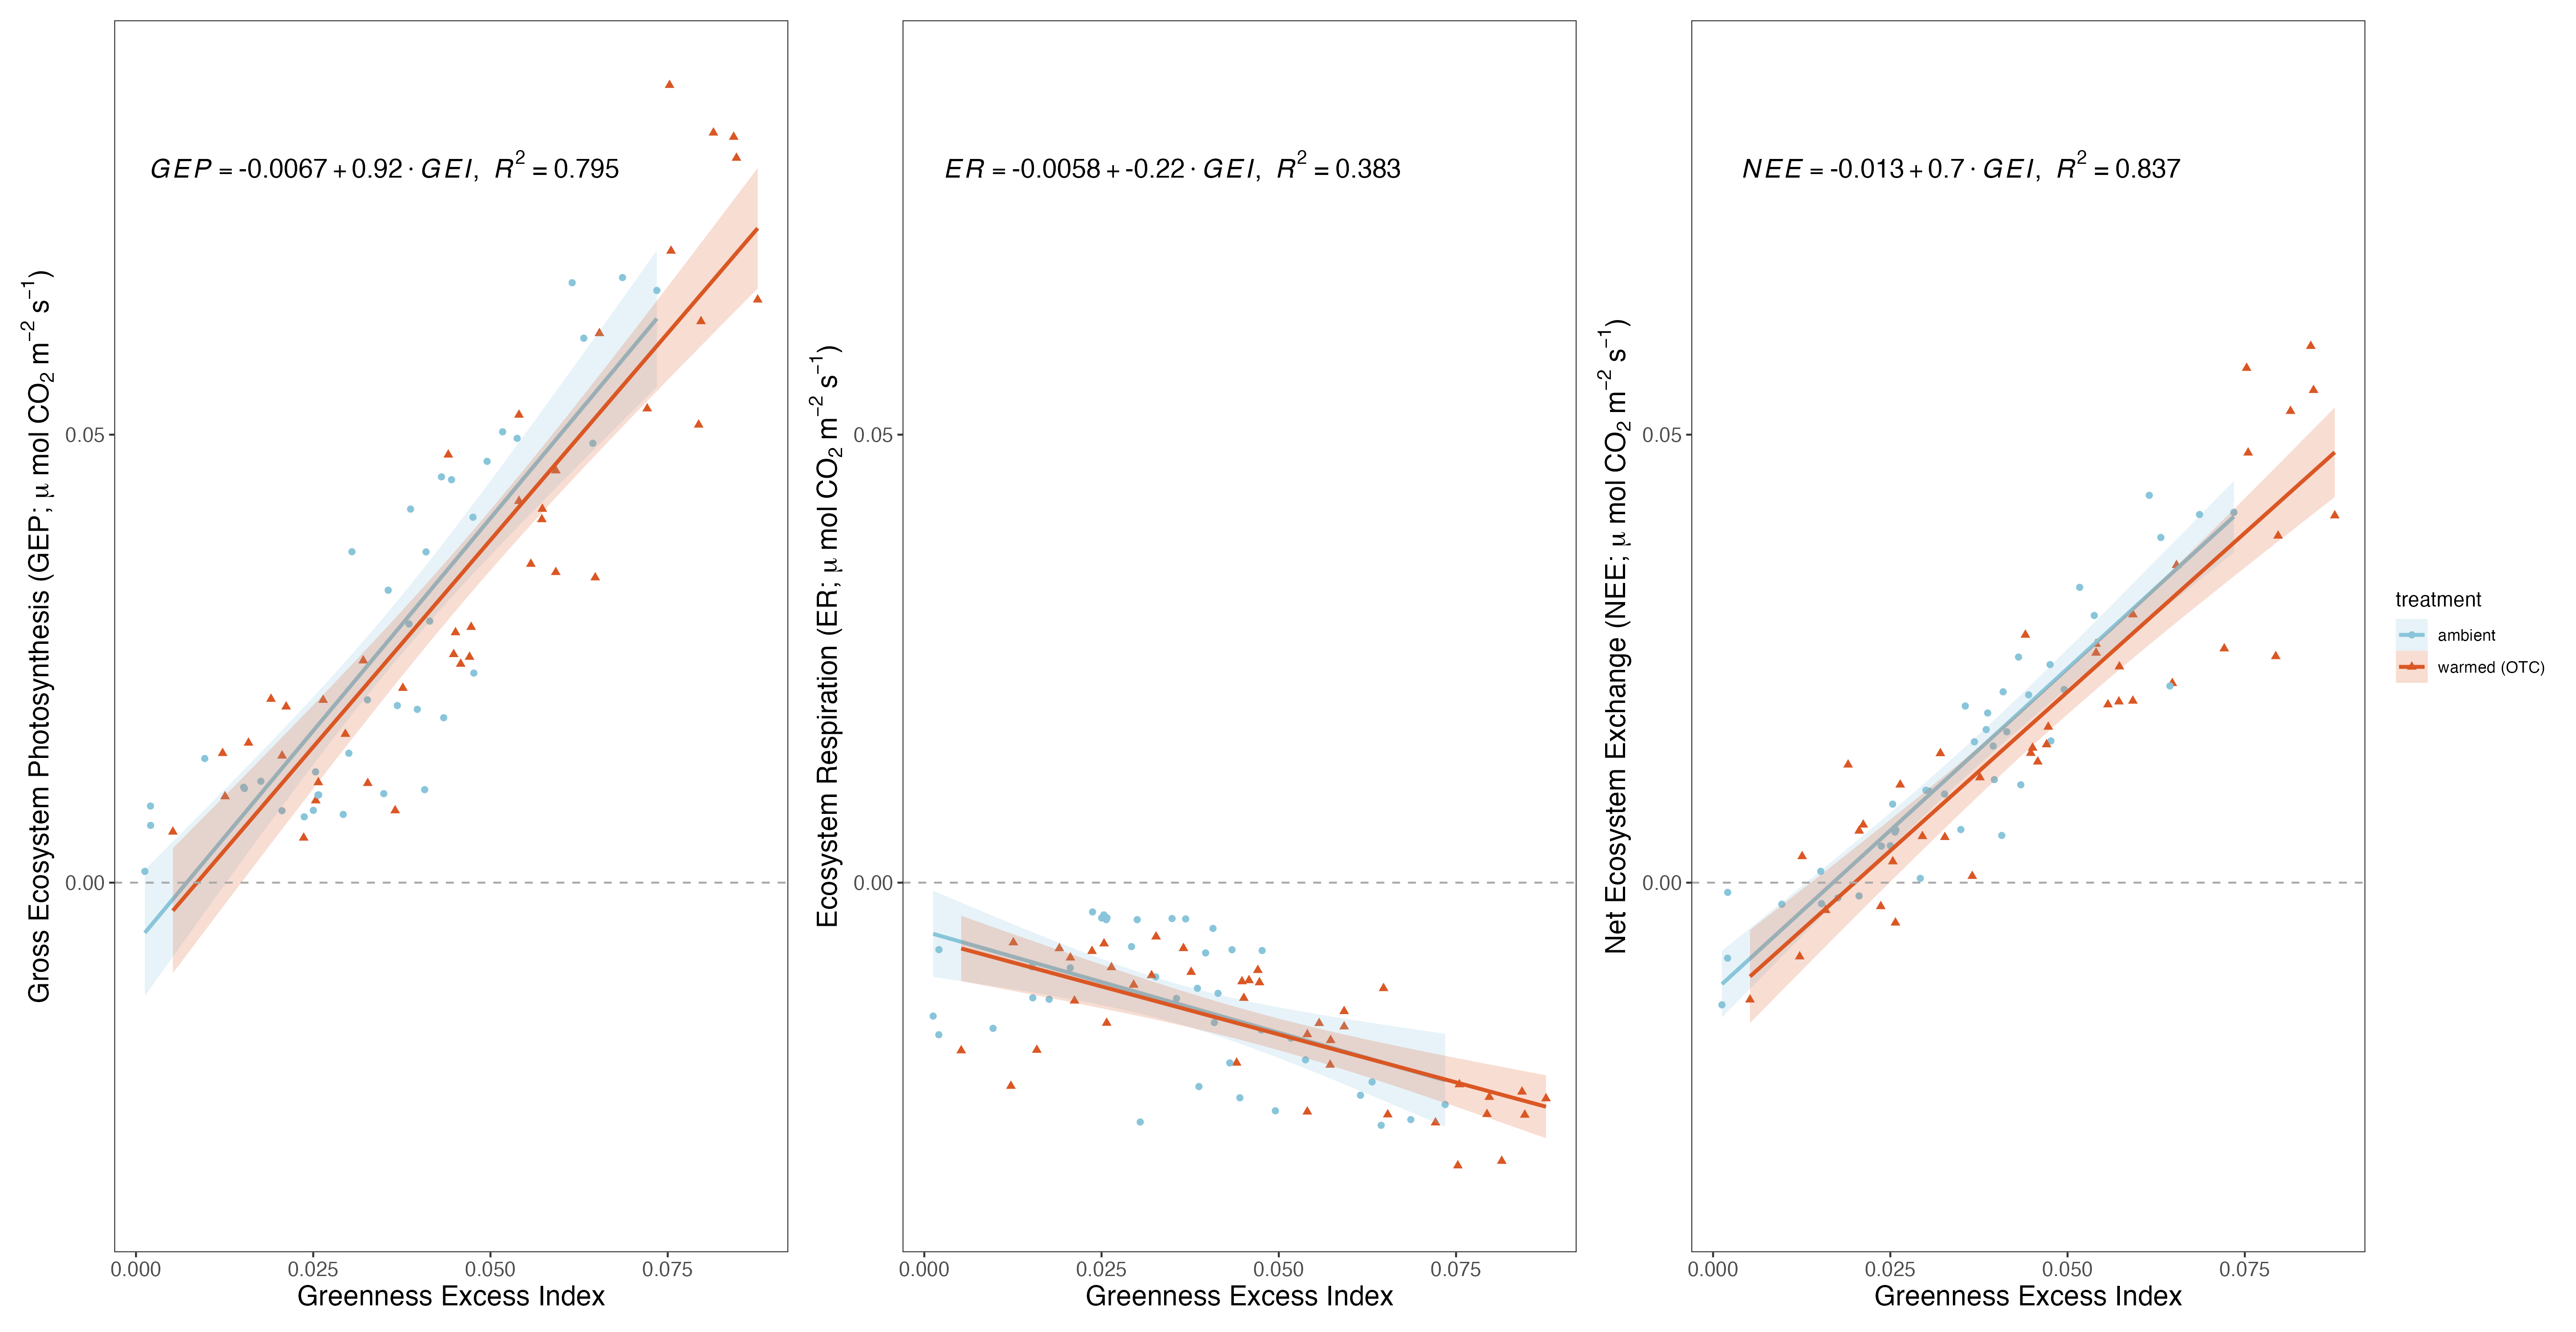 Gross Ecosystem Photosynthesis (GEP; μ mol CO₂ m⁻² s⁻¹)
GEP = -0.0067 + 0.92 · GEI, R² = 0.795
0.05
0.00
0.000 0.025 0.050 0.075
Greenness Excess Index
Ecosystem Respiration (ER; μ mol CO₂ m⁻² s⁻¹)
ER = -0.0058 + -0.22 · GEI, R² = 0.383
0.05
0.00
0.000 0.025 0.050 0.075
Greenness Excess Index
Net Ecosystem Exchange (NEE; μ mol CO₂ m⁻² s⁻¹)
NEE = -0.013 + 0.7 · GEI, R² = 0.837
0.05
0.00
0.000 0.025 0.050 0.075
Greenness Excess Index
treatment
ambient
warmed (OTC)